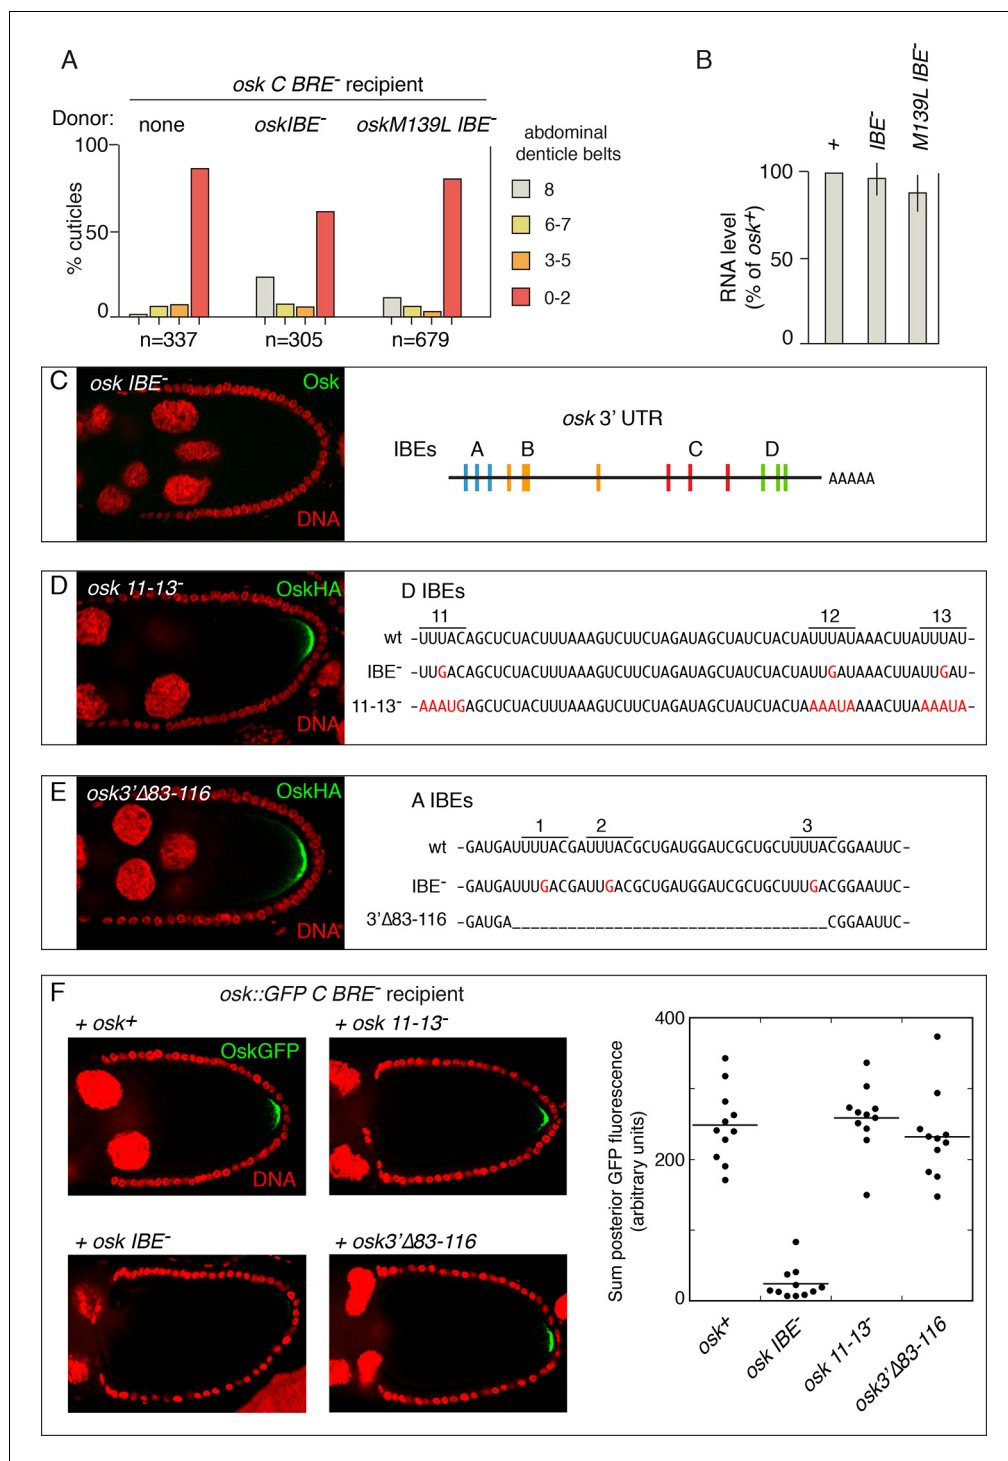 A
osk C BRE- recipient
Donor:
none
oskIBE-
oskM139L IBE-
100
50
0
% cuticles
n=337
n=305
n=679
abdominal
denticle belts
8
6-7
3-5
0-2
B
+
IBE-
M139L IBE-
100
50
0
RNA level
(% of osk+)
C
osk IBE-
Osk
DNA
osk 3’ UTR
IBEs
A
B
C
D
AAAAA
D
osk 11-13-
OskHA
DNA
D IBEs
11
12
13
wt -UUUACAGCUCUACUUUAAAGUCUUCUAGAUAGCUAUCUACUAUUUAUAAACUUAUUUAU-
IBE- -UUGACAGCUCUACUUUAAAGUCUUCUAGAUAGCUAUCUACUAUUGAUAAACUUAUUGAU-
11-13- -AAAUGAGCUCUACUUUAAAGUCUUCUAGAUAGCUAUCUACUAAAAUAAAACUUAAAAUA-
E
osk3’Δ83-116
OskHA
DNA
A IBEs
1
2
3
wt -GAUGAUUUUACGAUUUACGCUGAUGGAUCGCUGCUUUUACGGAAUUC-
IBE- -GAUGAUUUGACGAUUGACGCUGAUGGAUCGCUGCUUUGACGGAAUUC-
3’Δ83-116 -GAUGA__________________________________CGGAAUUC-
F
osk::GFP C BRE- recipient
+ osk+
OskGFP
DNA
+ osk 11-13-
+ osk IBE-
+ osk3’Δ83-116
400
200
0
Sum posterior GFP fluorescence
(arbitrary units)
osk+
osk IBE-
osk 11-13-
osk3’Δ83-116